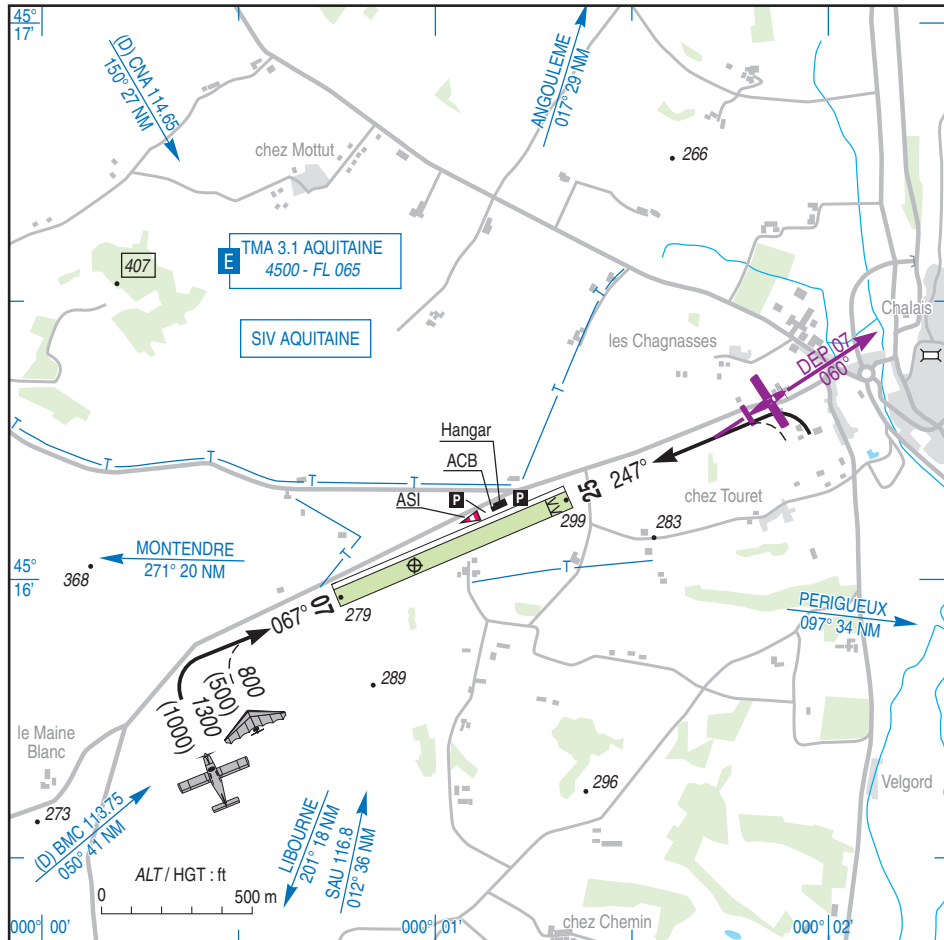 45°
17'
(D) CNA 114.65
150° 27 NM
ANGOULEME
017° 29 NM
chez Mottut
266
407
E
TMA 3.1 AQUITAINE
4500 - FL 065
SIV AQUITAINE
Chalais
les Chagnasses
DEP 07
060°
T
T
T
T
T
T
T
T
T
Hangar
ACB
ASI
P
P
25
247°
299
chez Touret
283
MONTENDRE
271° 20 NM
45°
16'
368
067°
07
279
PERIGUEUX
097° 34 NM
800
(500)
1300
(1000)
289
le Maine
Blanc
273
(D) BMC 113.75
050° 41 NM
296
Velgord
LIBOURNE
201° 18 NM
SAU 116.8
012° 36 NM
ALT / HGT : ft
0 500 m
chez Chemin
000° 00'
000° 01'
000° 02'